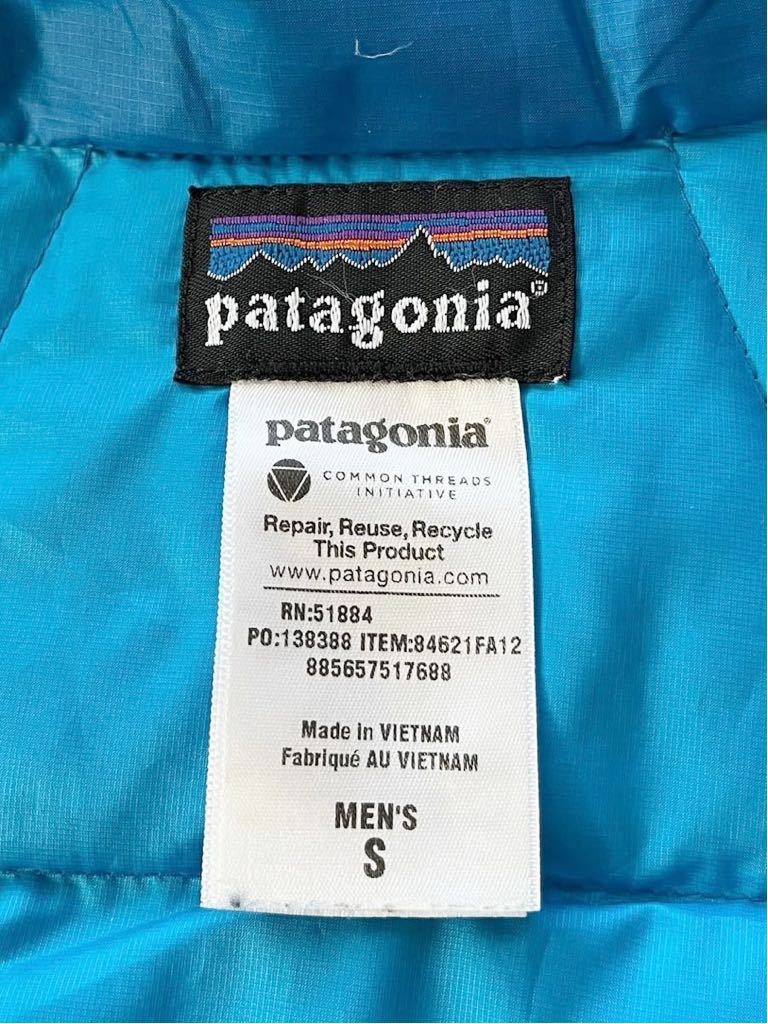 patagonia®
patagonia®
COMMON THREADS
INITIATIVE
Repair, Reuse, Recycle
This Product
www.patagonia.com
RN:51884
PO:138388 ITEM:84621FA12
885657517688
Made in VIETNAM
Fabriqué AU VIETNAM
MEN'S
S